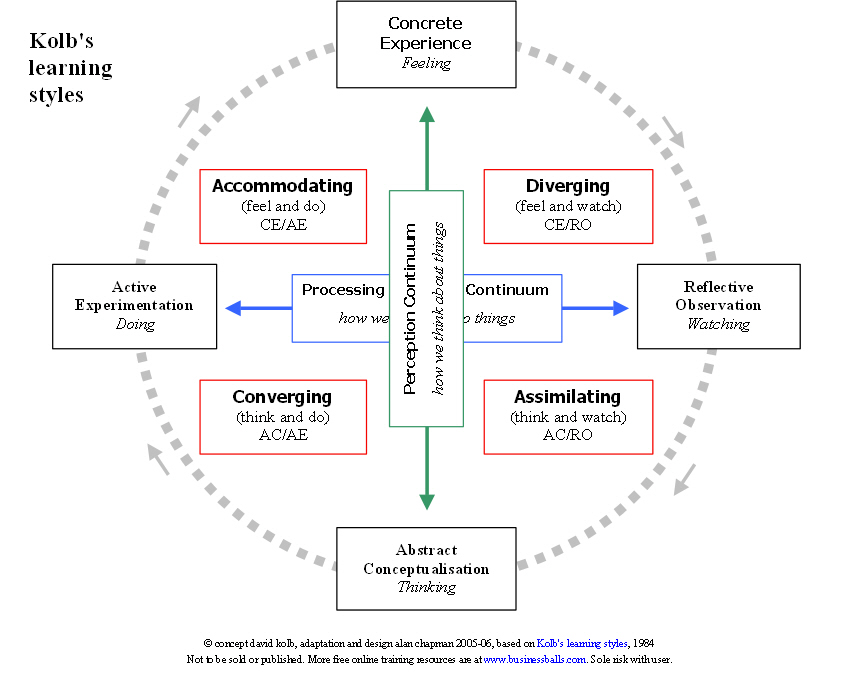 Kolb's
learning
styles
Concrete
Experience
Feeling
Accommodating
(feel and do)
CE/AE
Diverging
(feel and watch)
CE/RO
Active
Experimentation
Doing
Processing Continuum
how we things
Perception Continuum
how we think about things
Reflective
Observation
Watching
Converging
(think and do)
AC/AE
Assimilating
(think and watch)
AC/RO
Abstract
Conceptualisation
Thinking
© concept david kolb, adaptation and design alan chapman 2005-06, based on Kolb's learning styles, 1984
Not to be sold or published. More free online training resources are at www.businessballs.com. Sole risk with user.